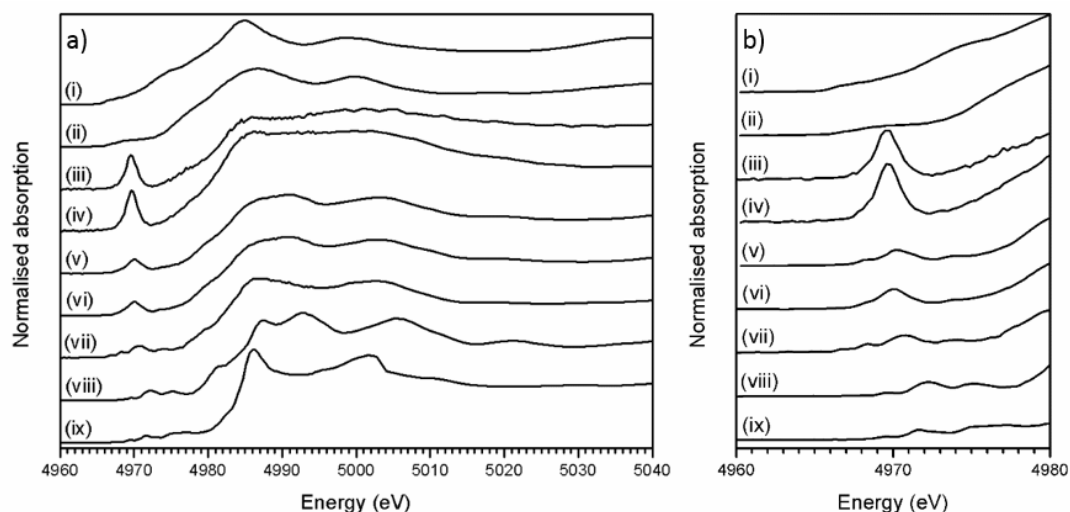 a)
(i)
(ii)
(iii)
(iv)
(v)
(vi)
(vii)
(viii)
(ix)
Normalised absorption
4960 4970 4980 4990 5000 5010 5020 5030 5040
Energy (eV)
b)
(i)
(ii)
(iii)
(iv)
(v)
(vi)
(vii)
(viii)
(ix)
Normalised absorption
4960 4970 4980
Energy (eV)